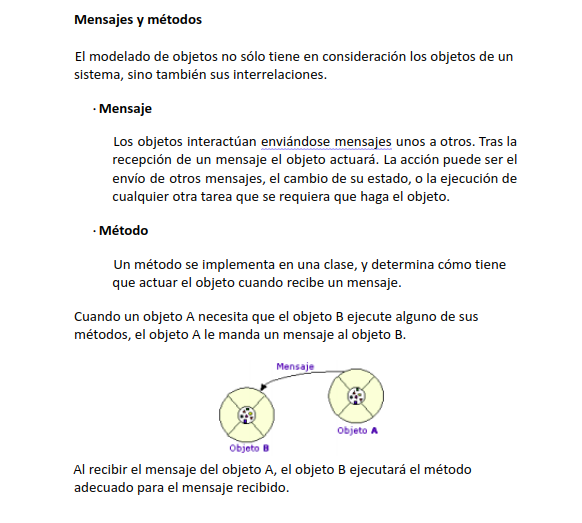 Mensajes y métodos
El modelado de objetos no sólo tiene en consideración los objetos de un
sistema, sino también sus interrelaciones.
· Mensaje
Los objetos interactúan enviándose mensajes unos a otros. Tras la
recepción de un mensaje el objeto actuará. La acción puede ser el
envío de otros mensajes, el cambio de su estado, o la ejecución de
cualquier otra tarea que se requiera que haga el objeto.
· Método
Un método se implementa en una clase, y determina cómo tiene
que actuar el objeto cuando recibe un mensaje.
Cuando un objeto A necesita que el objeto B ejecute alguno de sus
métodos, el objeto A le manda un mensaje al objeto B.
Mensaje
Objeto A
Objeto B
Al recibir el mensaje del objeto A, el objeto B ejecutará el método
adecuado para el mensaje recibido.